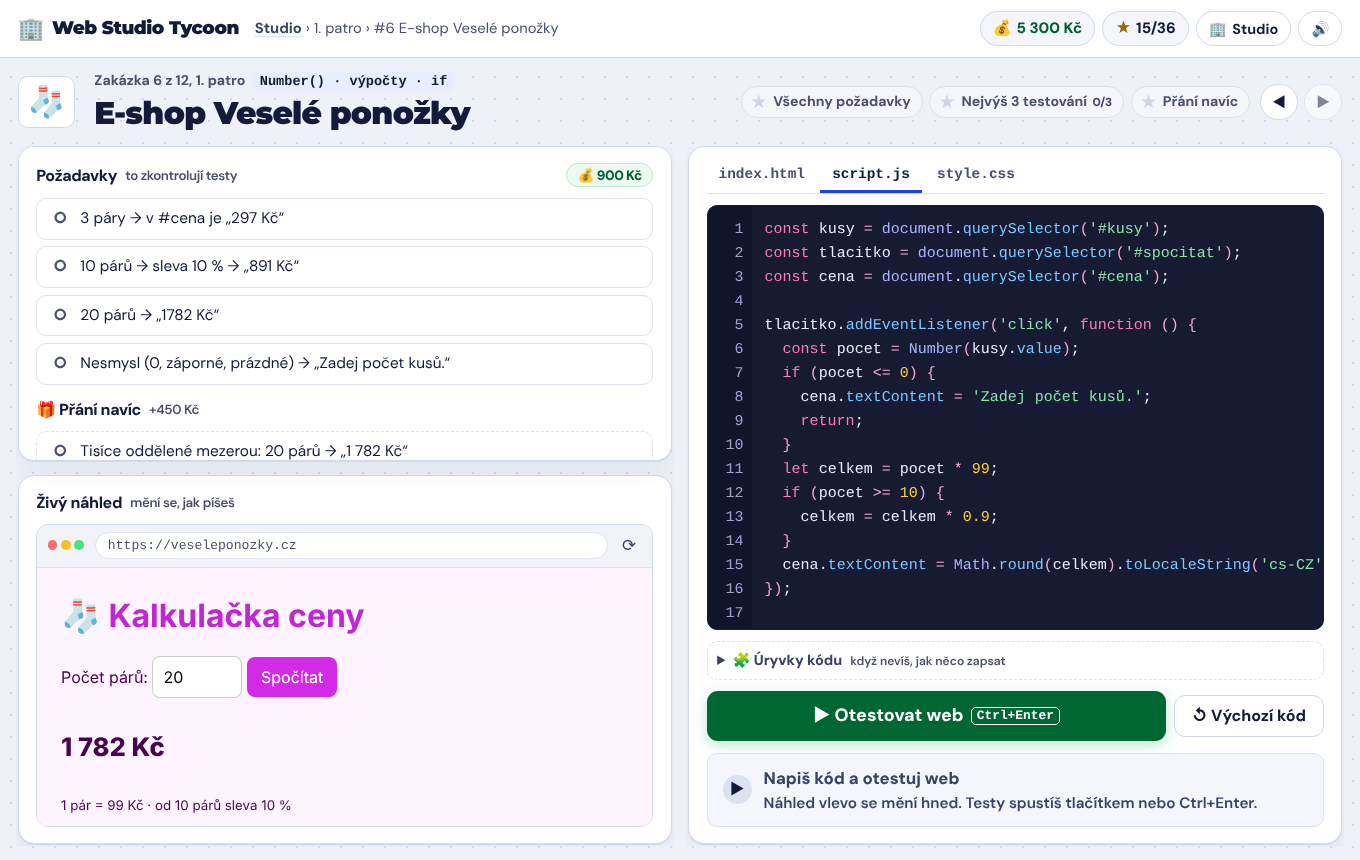 🏢 Web Studio Tycoon Studio › 1. patro › #6 E-shop Veselé ponožky 💰 5 300 Kč ★ 15/36 🏢 Studio 🔊
Zakázka 6 z 12, 1. patro Number() · výpočty · if
E-shop Veselé ponožky
★ Všechny požadavky ★ Nejvýš 3 testování 0/3 ★ Přání navíc ◀ ▶
Požadavky to zkontrolují testy 💰 900 Kč
3 páry → v #cena je „297 Kč“
10 párů → sleva 10 % → „891 Kč“
20 párů → „1782 Kč“
Nesmysl (0, záporné, prázdné) → „Zadej počet kusů.“
🎁 Přání navíc +450 Kč
Tisíce oddělené mezerou: 20 párů → „1 782 Kč“
Živý náhled mění se, jak píšeš
https://veseleponozky.cz ⟳
🧦 Kalkulačka ceny
Počet párů: 20 Spočítat
1 782 Kč
1 pár = 99 Kč · od 10 párů sleva 10 %
index.html script.js style.css
1 const kusy = document.querySelector('#kusy');
2 const tlacitko = document.querySelector('#spocitat');
3 const cena = document.querySelector('#cena');
4
5 tlacitko.addEventListener('click', function () {
6 const pocet = Number(kusy.value);
7 if (pocet <= 0) {
8 cena.textContent = 'Zadej počet kusů.';
9 return;
10 }
11 let celkem = pocet * 99;
12 if (pocet >= 10) {
13 celkem = celkem * 0.9;
14 }
15 cena.textContent = Math.round(celkem).toLocaleString('cs-CZ'
16 });
17
▶ 🧩 Úryvky kódu když nevíš, jak něco zapsat
▶ Otestovat web Ctrl+Enter ↺ Výchozí kód
▶ Napiš kód a otestuj web
Náhled vlevo se mění hned. Testy spustíš tlačítkem nebo Ctrl+Enter.